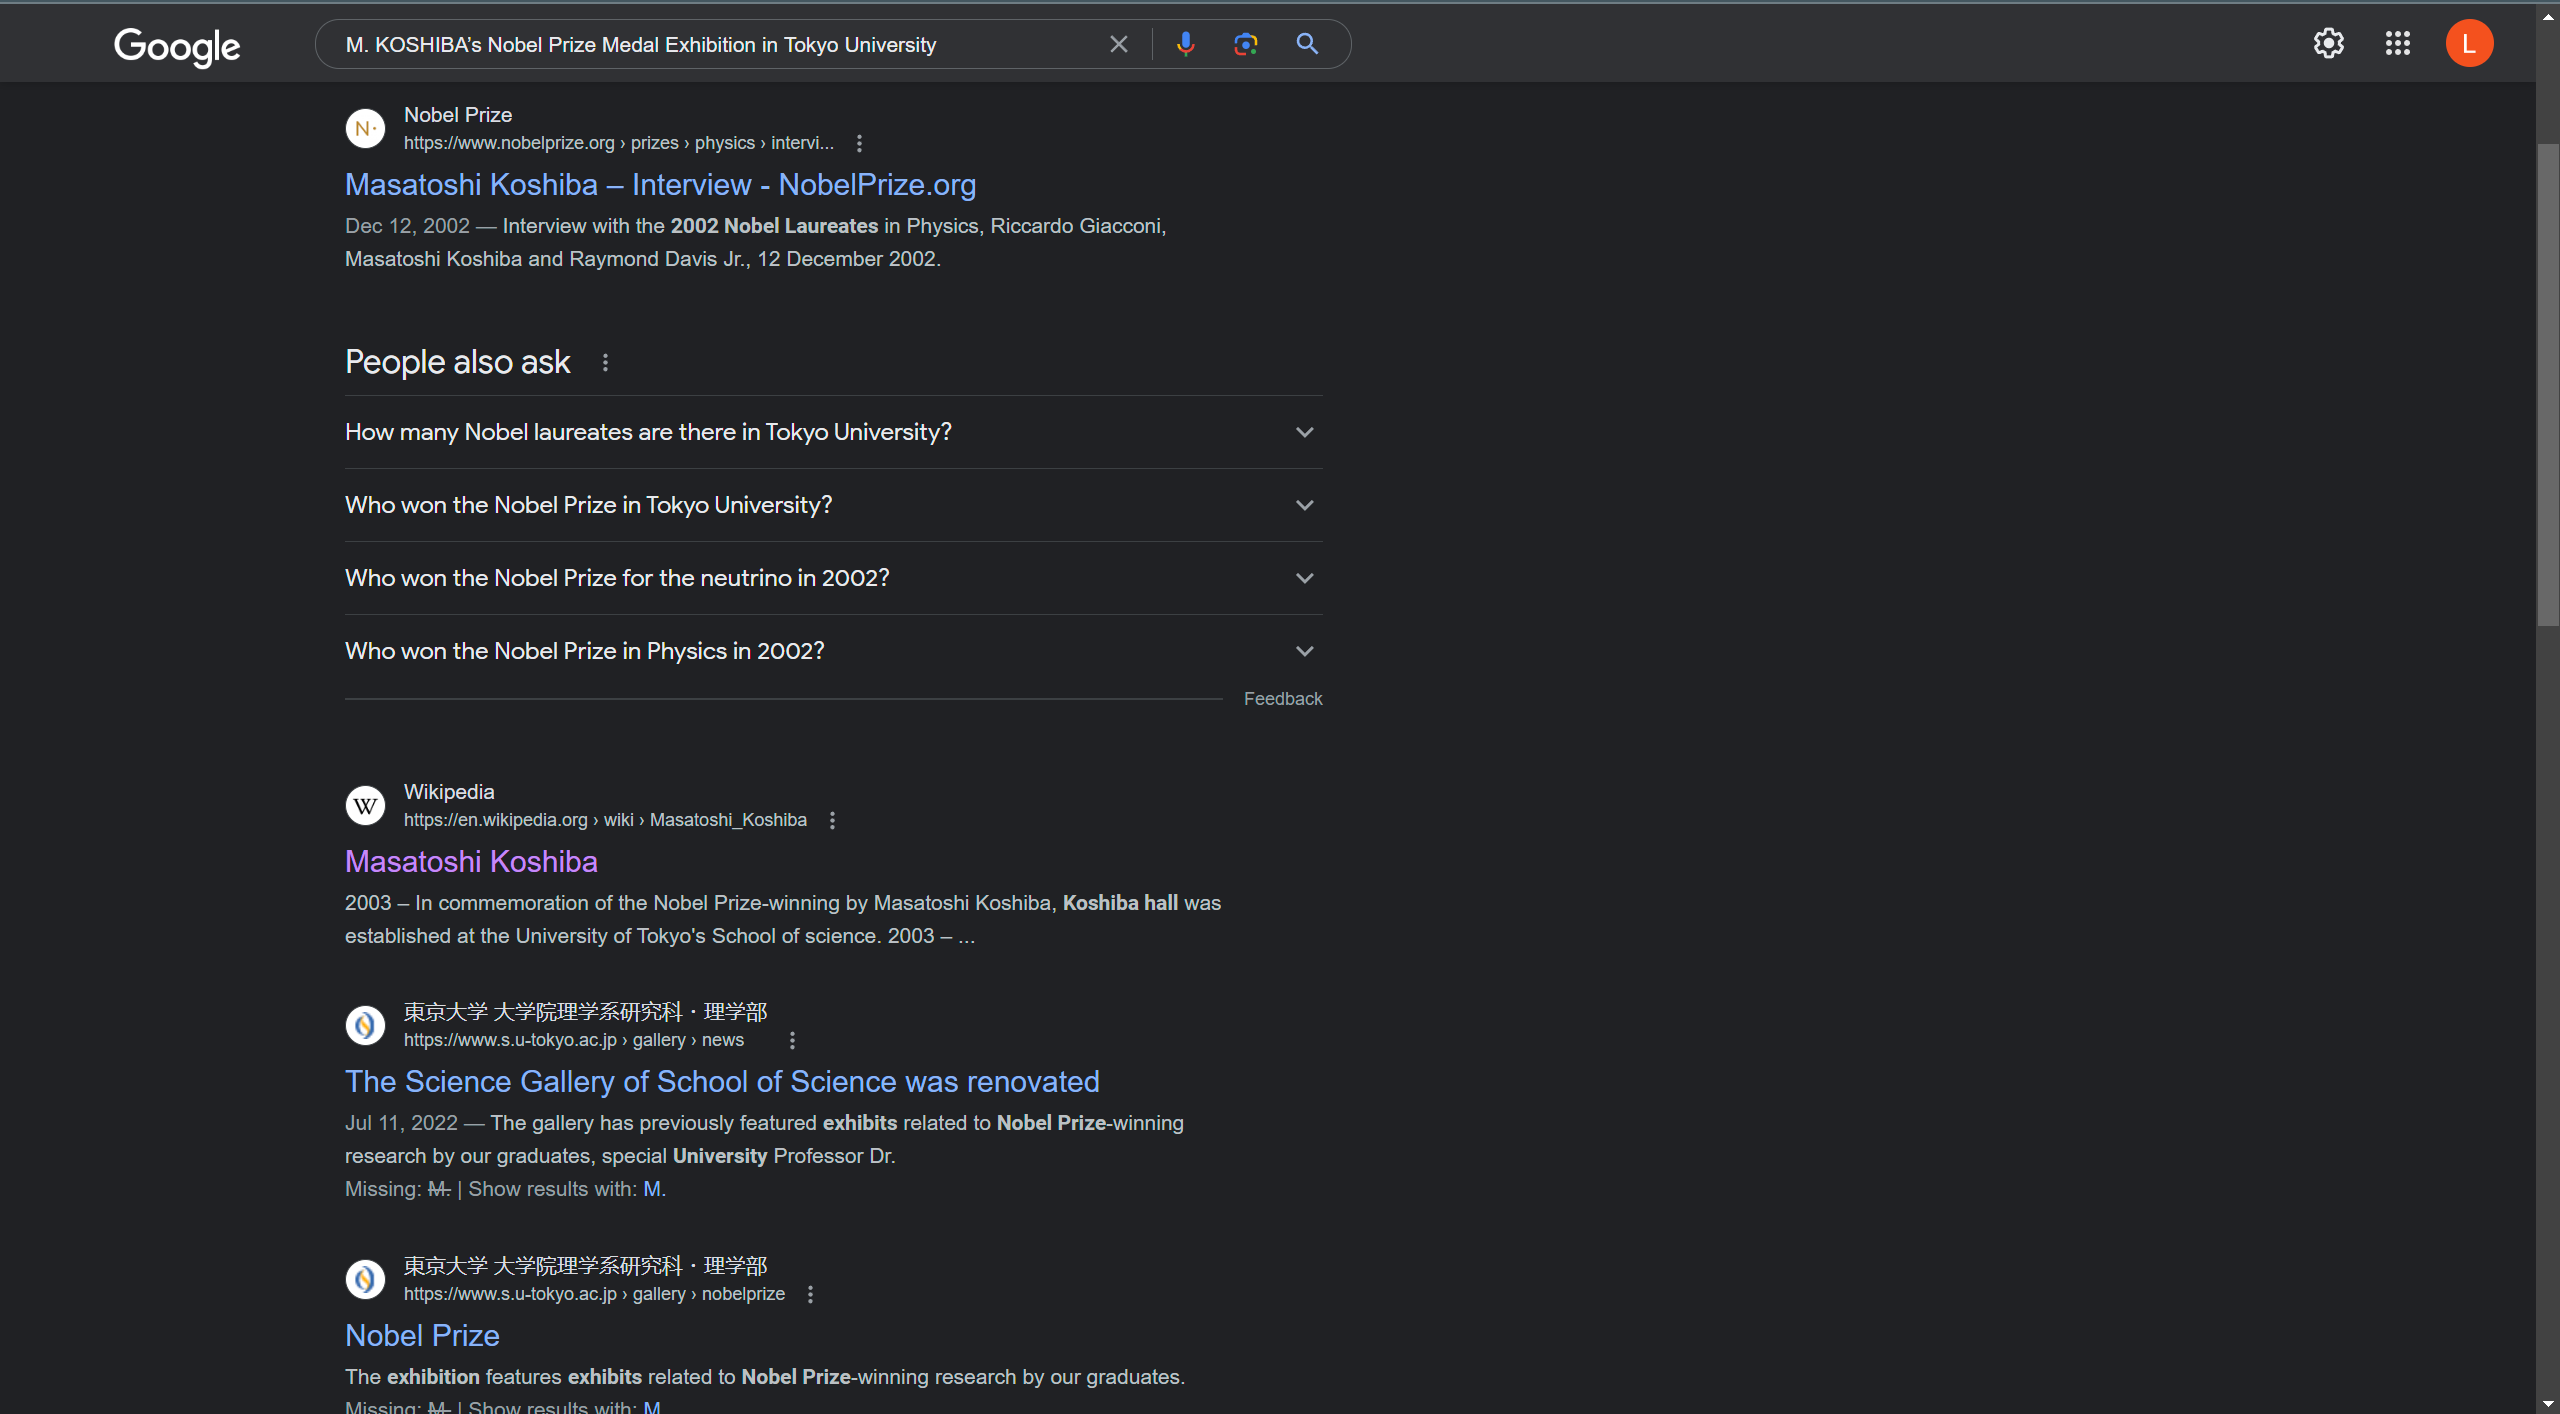 Google
M. KOSHIBA’s Nobel Prize Medal Exhibition in Tokyo University
L
N·
Nobel Prize
https://www.nobelprize.org › prizes › physics › intervi...
Masatoshi Koshiba – Interview - NobelPrize.org
Dec 12, 2002 — Interview with the 2002 Nobel Laureates in Physics, Riccardo Giacconi,
Masatoshi Koshiba and Raymond Davis Jr., 12 December 2002.
People also ask
How many Nobel laureates are there in Tokyo University?
Who won the Nobel Prize in Tokyo University?
Who won the Nobel Prize for the neutrino in 2002?
Who won the Nobel Prize in Physics in 2002?
Feedback
W
Wikipedia
https://en.wikipedia.org › wiki › Masatoshi_Koshiba
Masatoshi Koshiba
2003 – In commemoration of the Nobel Prize-winning by Masatoshi Koshiba, Koshiba hall was
established at the University of Tokyo's School of science. 2003 – ...
東京大学 大学院理学系研究科・理学部
https://www.s.u-tokyo.ac.jp › gallery › news
The Science Gallery of School of Science was renovated
Jul 11, 2022 — The gallery has previously featured exhibits related to Nobel Prize-winning
research by our graduates, special University Professor Dr.
Missing: M. | Show results with: M.
東京大学 大学院理学系研究科・理学部
https://www.s.u-tokyo.ac.jp › gallery › nobelprize
Nobel Prize
The exhibition features exhibits related to Nobel Prize-winning research by our graduates.
Missing: M. | Show results with: M.